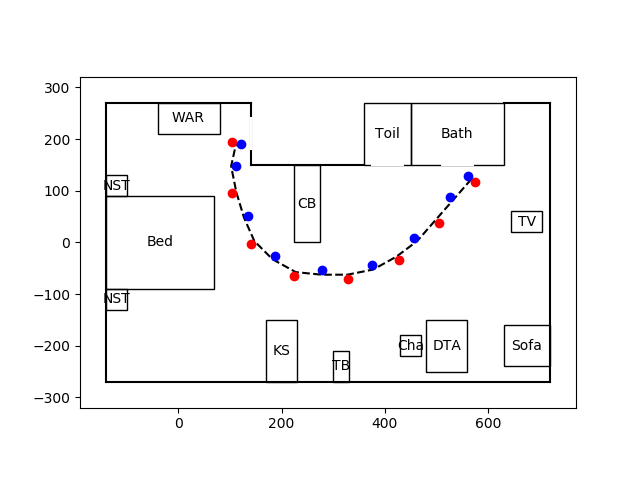 300
200
100
0
−100
−200
−300
0
200
400
600
WAR
Toil
Bath
NST
CB
TV
Bed
NST
KS
TB
Cha
DTA
Sofa